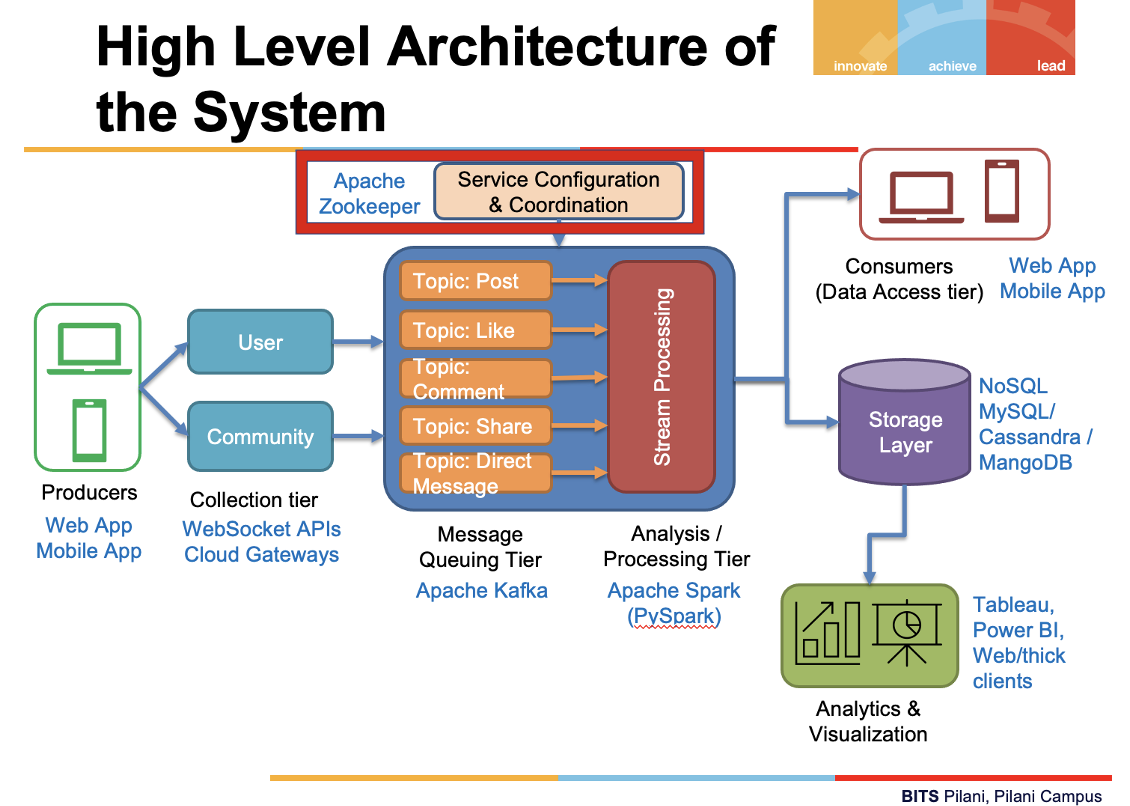 High Level Architecture of
the System
innovate
achieve
lead
Apache
Zookeeper
Service Configuration
& Coordination
Topic: Post
Topic: Like
Topic:
Comment
Topic: Share
Topic: Direct
Message
Stream Processing
User
Community
Producers
Web App
Mobile App
Collection tier
WebSocket APIs
Cloud Gateways
Message
Queuing Tier
Apache Kafka
Analysis /
Processing Tier
Apache Spark
(PySpark)
Consumers
(Data Access tier)
Web App
Mobile App
Storage
Layer
NoSQL
MySQL/
Cassandra /
MangoDB
Tableau,
Power BI,
Web/thick
clients
Analytics &
Visualization
BITS Pilani, Pilani Campus